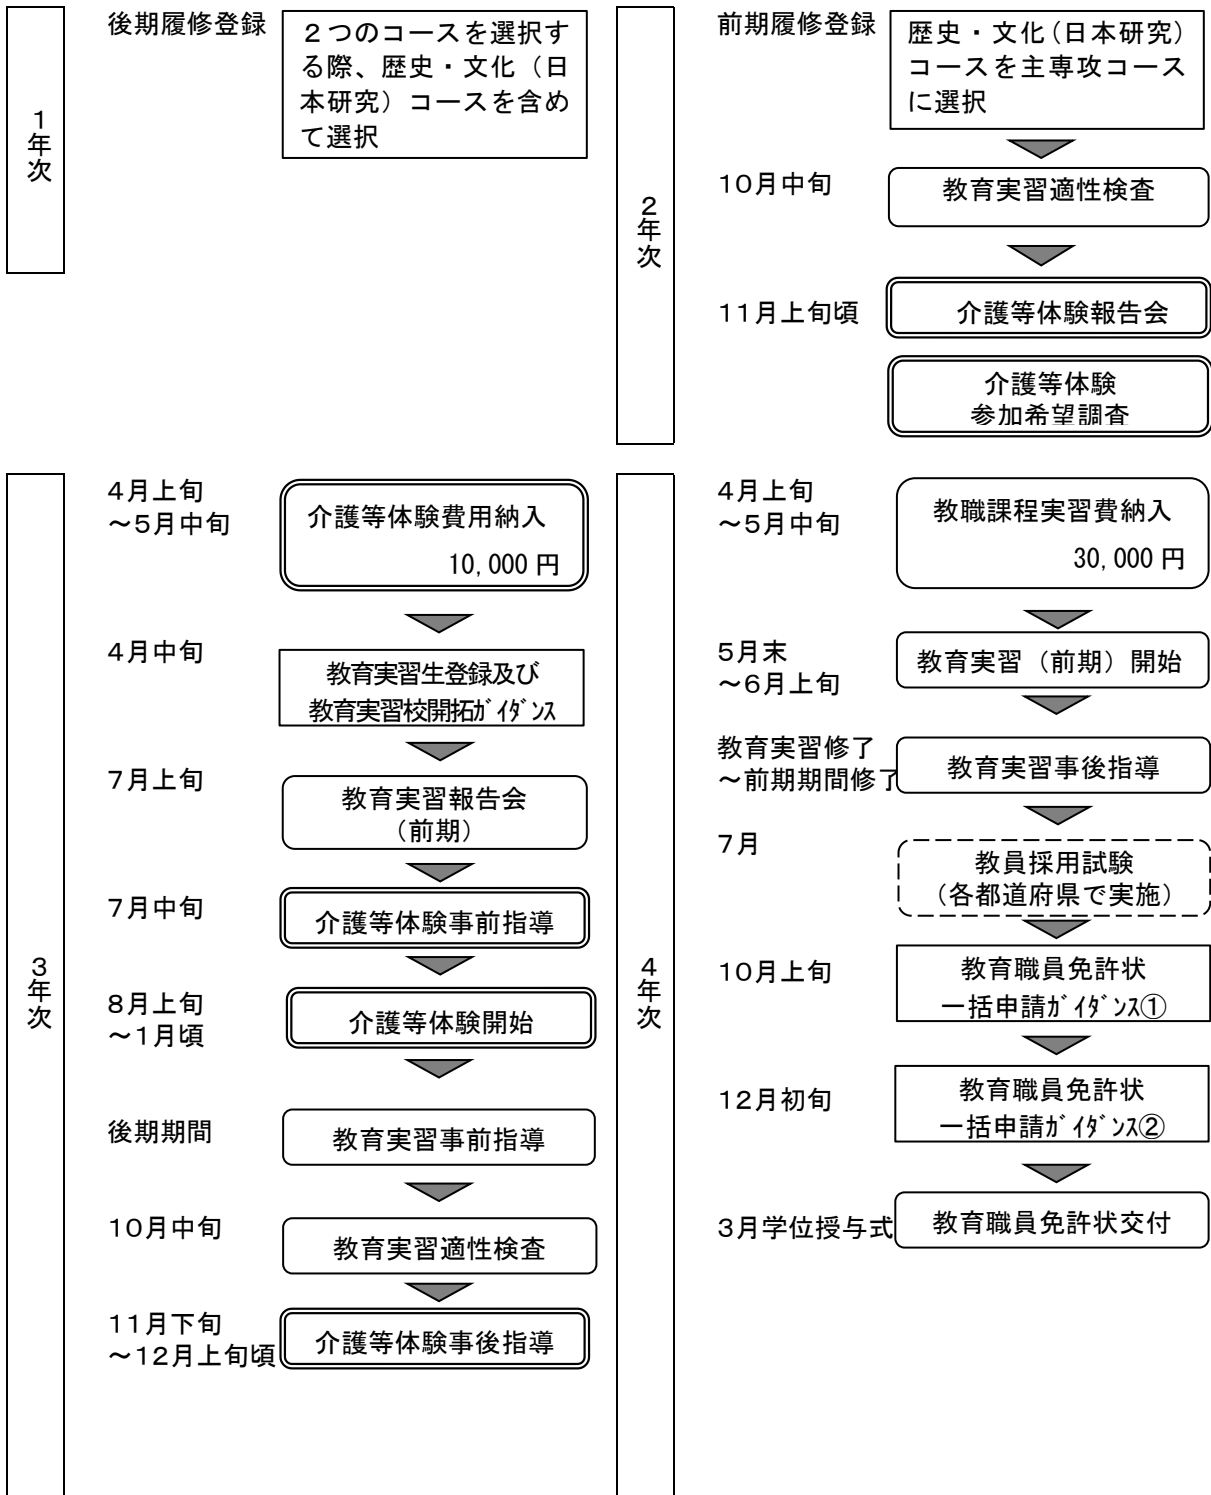 1年次
後期履修登録
２つのコースを選択す
る際、歴史・文化（日
本研究）コースを含め
て選択
2年次
前期履修登録
歴史・文化（日本研究）
コースを主専攻コース
に選択
10月中旬
教育実習適性検査
11月上旬頃
介護等体験報告会
介護等体験
参加希望調査
3年次
4月上旬
～5月中旬
介護等体験費用納入
10,000 円
4月中旬
教育実習生登録及び
教育実習校開拓ｶﾞｲﾀﾞﾝｽ
7月上旬
教育実習報告会
（前期）
7月中旬
介護等体験事前指導
8月上旬
～1月頃
介護等体験開始
後期期間
教育実習事前指導
10月中旬
教育実習適性検査
11月下旬
～12月上旬頃
介護等体験事後指導
4年次
4月上旬
～5月中旬
教職課程実習費納入
30,000 円
5月末
～6月上旬
教育実習（前期）開始
教育実習修了
～前期期間修了
教育実習事後指導
7月
教員採用試験
（各都道府県で実施）
10月上旬
教育職員免許状
一括申請ｶﾞｲﾀﾞﾝｽ①
12月初旬
教育職員免許状
一括申請ｶﾞｲﾀﾞﾝｽ②
3月学位授与式
教育職員免許状交付